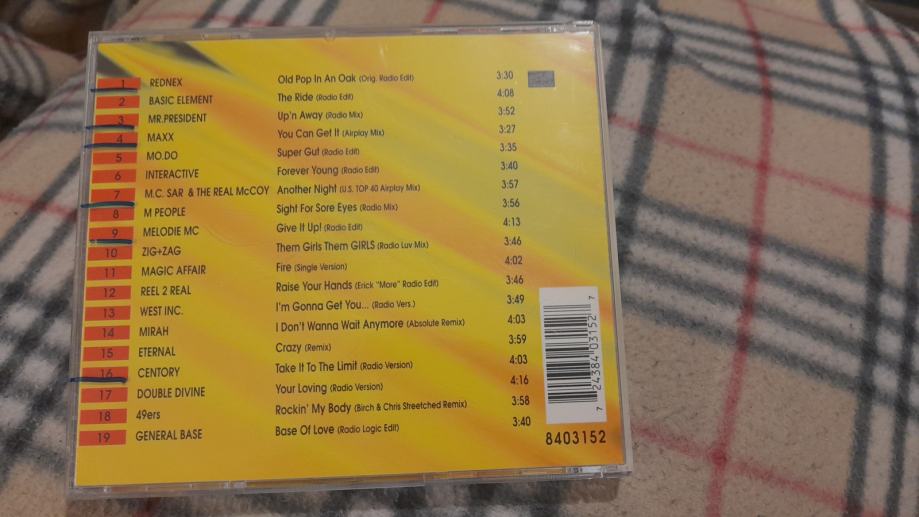 1 REDNEX Old Pop In An Oak (Orig. Radio Edit) 3:30
2 BASIC ELEMENT The Ride (Radio Edit) 4:08
3 MR.PRESIDENT Up'n Away (Radio Mix) 3:52
4 MAXX You Can Get It (Airplay Mix) 3:27
5 MO.DO Super Gut (Radio Edit) 3:35
6 INTERACTIVE Forever Young (Radio Edit) 3:40
7 M.C. SAR & THE REAL McCOY Another Night (U.S. TOP 40 Airplay Mix) 3:57
8 M PEOPLE Sight For Sore Eyes (Radio Mix) 3:56
9 MELODIE MC Give It Up! (Radio Edit) 4:13
10 ZIG+ZAG Them Girls Them GIRLS (Radio Luv Mix) 3:46
11 MAGIC AFFAIR Fire (Single Version) 4:02
12 REEL 2 REAL Raise Your Hands (Erick "More" Radio Edit) 3:46
13 WEST INC. I'm Gonna Get You... (Radio Vers.) 3:49
14 MIRAH I Don't Wanna Wait Anymore (Absolute Remix) 4:03
15 ETERNAL Crazy (Remix) 3:59
16 CENTORY Take It To The Limit (Radio Version) 4:03
17 DOUBLE DIVINE Your Loving (Radio Version) 4:16
18 49ers Rockin' My Body (Birch & Chris Streetched Remix) 3:58
19 GENERAL BASE Base Of Love (Radio Logic Edit) 3:40
7 24384 03152 7
8403152